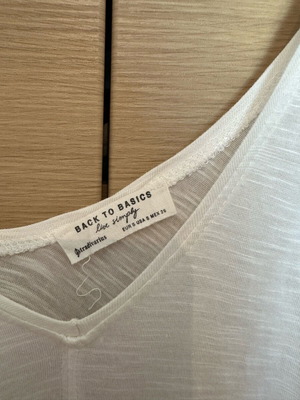 BACK TO BASICS
live simply
stradivarius
EUR S USA S MEX 26